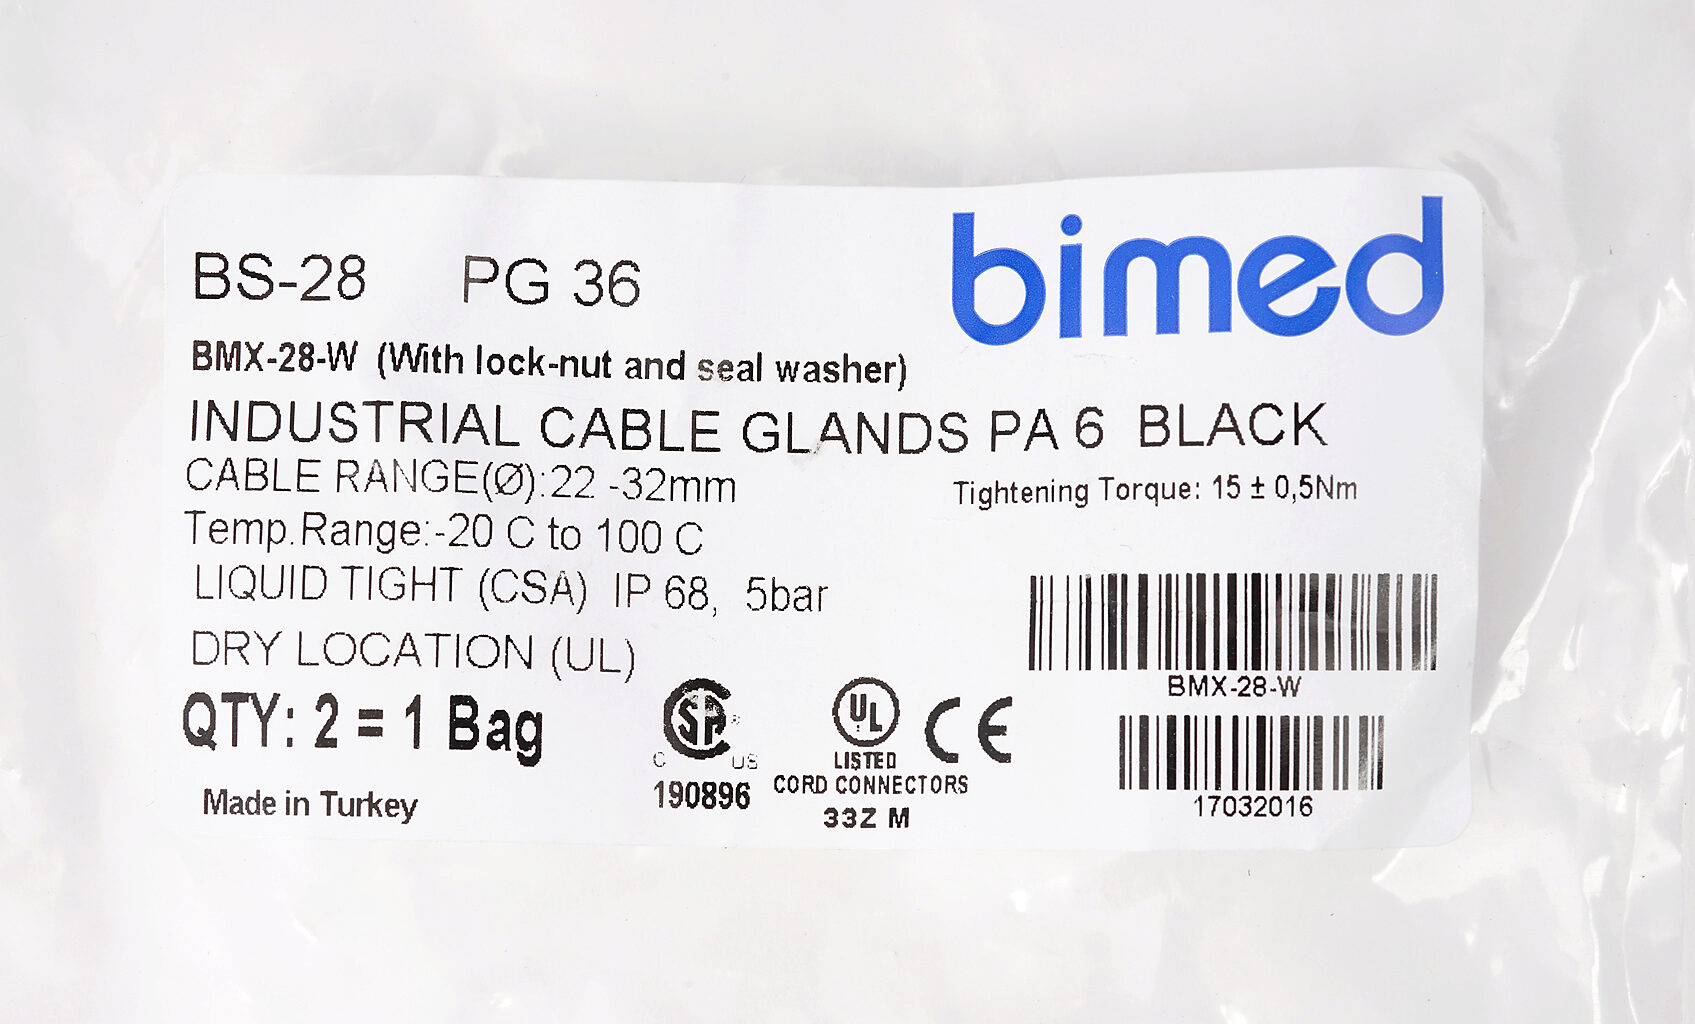 bimed
BS-28 PG 36
BMX-28-W (With lock-nut and seal washer)
INDUSTRIAL CABLE GLANDS PA 6 BLACK
CABLE RANGE(Ø):22 -32mm
Tightening Torque: 15 ± 0,5Nm
Temp.Range:-20 C to 100 C
LIQUID TIGHT (CSA) IP 68, 5bar
DRY LOCATION (UL)
QTY: 2 = 1 Bag
Made in Turkey
SA ®
C US
190896
UL
LISTED
CORD CONNECTORS
33Z M
CE
BMX-28-W
17032016